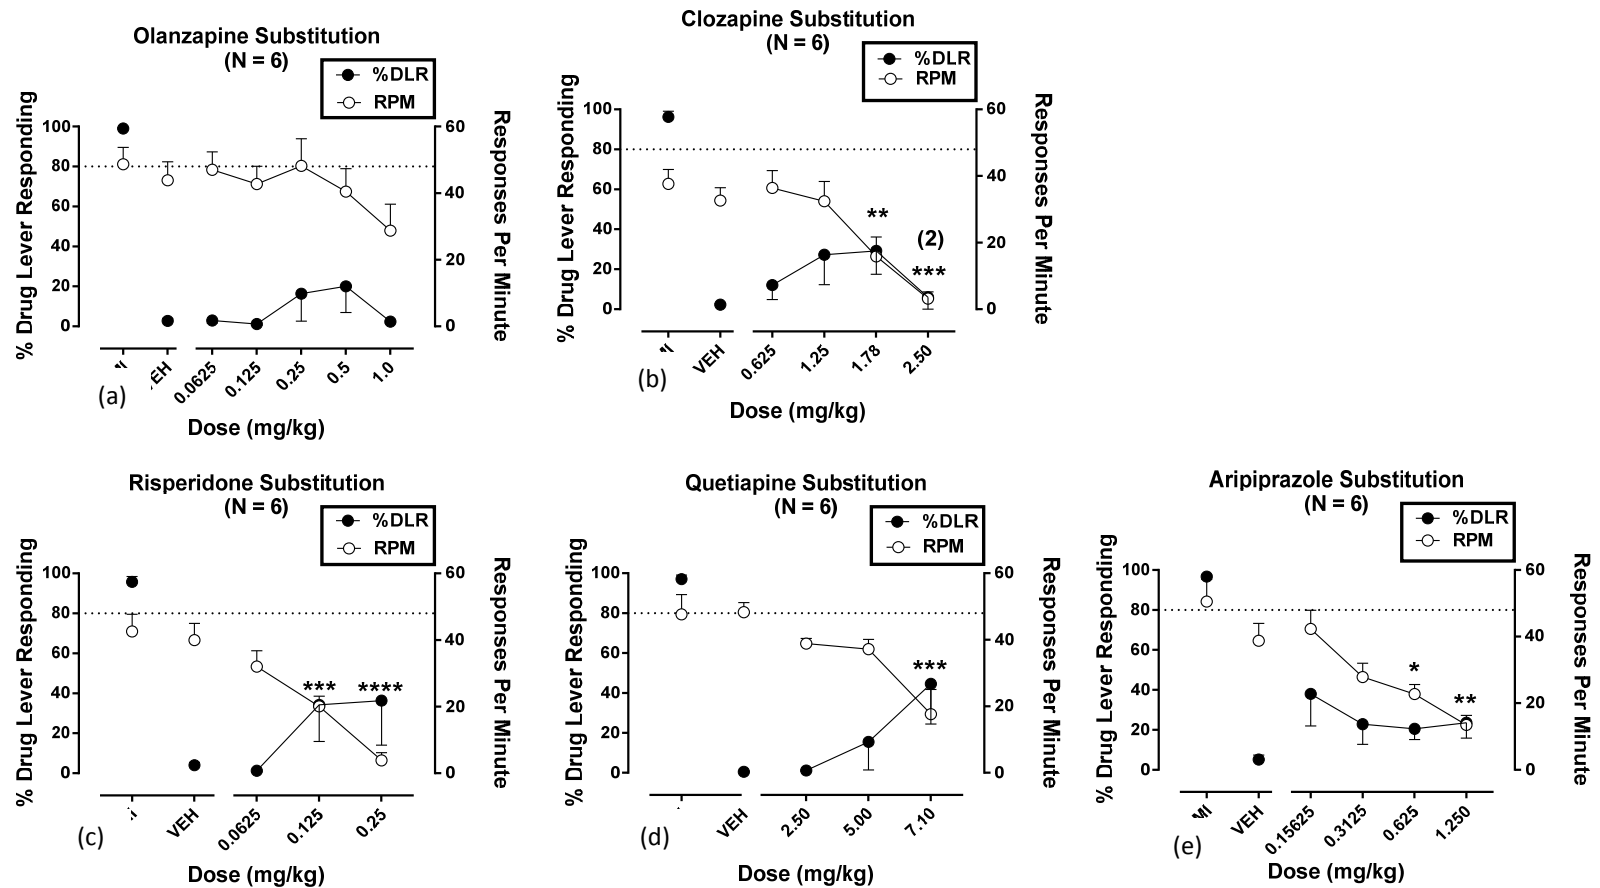 Olanzapine Substitution
(N = 6)
%DLR
RPM
% Drug Lever Responding
100
80
60
40
20
0
60
40
20
0
Responses Per Minute
0.0625
0.125
0.25
0.5
1.0
Dose (mg/kg)
(a)
Clozapine Substitution
(N = 6)
%DLR
RPM
% Drug Lever Responding
100
80
60
40
20
0
**
(2)
***
60
40
20
0
Responses Per Minute
VEH
0.625
1.25
1.78
2.50
Dose (mg/kg)
(b)
Risperidone Substitution
(N = 6)
%DLR
RPM
% Drug Lever Responding
100
80
60
40
20
0
***
****
60
40
20
0
Responses Per Minute
VEH
0.0625
0.125
0.25
Dose (mg/kg)
(c)
Quetiapine Substitution
(N = 6)
%DLR
RPM
% Drug Lever Responding
100
80
60
40
20
0
***
60
40
20
0
Responses Per Minute
VEH
2.50
5.00
7.10
Dose (mg/kg)
(d)
Aripiprazole Substitution
(N = 6)
%DLR
RPM
% Drug Lever Responding
100
80
60
40
20
0
*
**
60
40
20
0
Responses Per Minute
VEH
0.15625
0.3125
0.625
1.250
Dose (mg/kg)
(e)